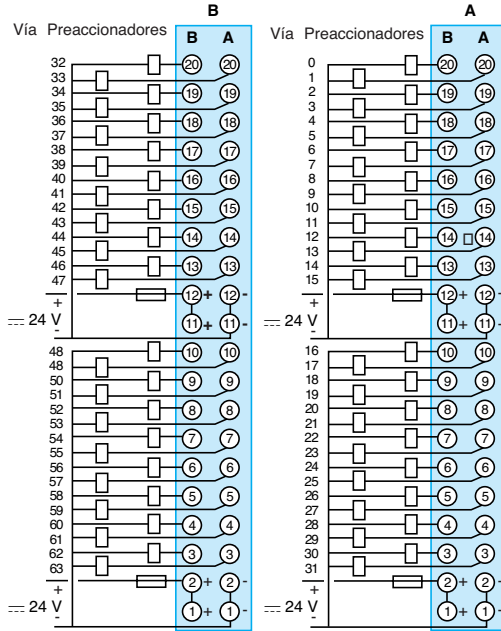 B
Vía Preaccionadores B A
32 20 20
33
34 19 19
35
36 18 18
37
38 17 17
39
40 16 16
41
42 15 15
43
44 14 14
45
46 13 13
47
+ 12 + 12 -
24 V
- 11 + 11 -
48 10 10
48
50 9 9
51
52 8 8
53
54 7 7
55
56 6 6
57
58 5 5
59
60 4 4
61
62 3 3
63
+ 2 + 2 -
24 V
- 1 + 1 -
A
Vía Preaccionadores B A
0 20 20
1
2 19 19
3
4 18 18
5
6 17 17
7
8 16 16
9
10 15 15
11
12 14 14
13
14 13 13
15
+ 12 + 12 -
24 V
- 11 + 11 -
16 10 10
17
18 9 9
19
20 8 8
21
22 7 7
23
24 6 6
25
26 5 5
27
28 4 4
29
30 3 3
31
+ 2 + 2 -
24 V
- 1 + 1 -